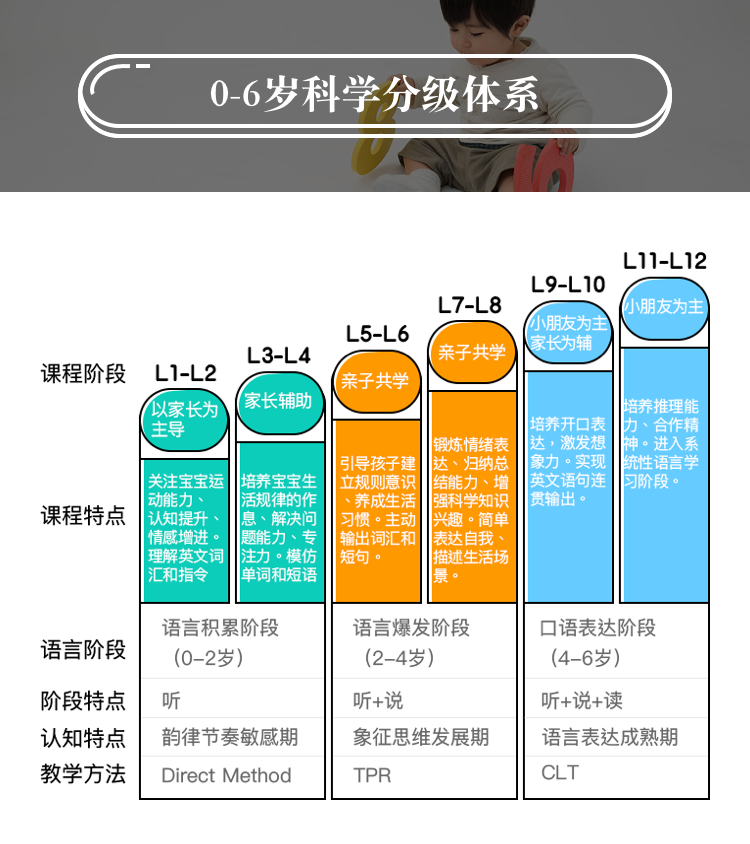 0-6岁科学分级体系
课程阶段
L1-L2
以家长为
主导
L3-L4
家长辅助
L5-L6
亲子共学
L7-L8
亲子共学
L9-L10
小朋友为主
家长为辅
L11-L12
小朋友为主
课程特点
关注宝宝运
动能力、
认知提升、
情感增进。
理解英文词
汇和指令
培养宝宝生
活规律的作
息、解决问
题能力、专
注力。模仿
单词和短语
引导孩子建
立规则意识
、养成生活
习惯。主动
输出词汇和
短句。
锻炼情绪表
达、归纳总
结能力、增
强科学知识
兴趣。简单
表达自我、
描述生活场
景。
培养开口表
达，激发想
象力。实现
英文语句连
贯输出。
培养推理能
力、合作精
神。进入系
统性语言学
习阶段。
语言阶段
语言积累阶段
（0-2岁）
语言爆发阶段
（2-4岁）
口语表达阶段
（4-6岁）
阶段特点
听
听+说
听+说+读
认知特点
韵律节奏敏感期
象征思维发展期
语言表达成熟期
教学方法
Direct Method
TPR
CLT